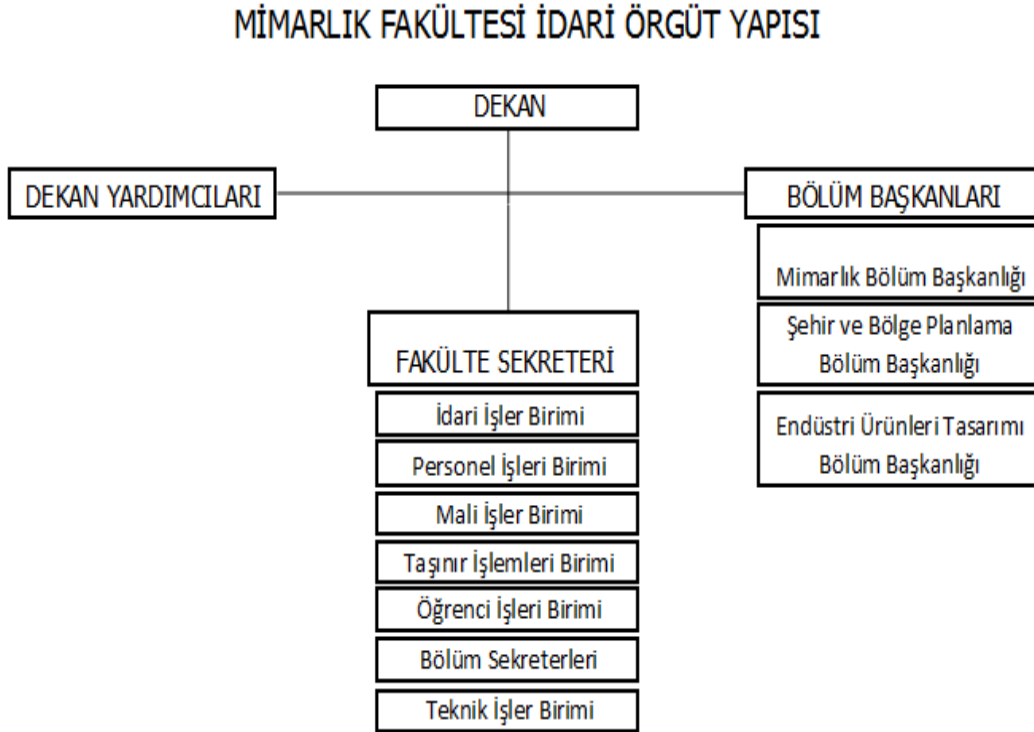 MİMARLIK FAKÜLTESİ İDARİ ÖRGÜT YAPISI
DEKAN
DEKAN YARDIMCILARI
BÖLÜM BAŞKANLARI
Mimarlık Bölüm Başkanlığı
Şehir ve Bölge Planlama
Bölüm Başkanlığı
Endüstri Ürünleri Tasarımı
Bölüm Başkanlığı
FAKÜLTE SEKRETERİ
İdari İşler Birimi
Personel İşleri Birimi
Mali İşler Birimi
Taşınır İşlemleri Birimi
Öğrenci İşleri Birimi
Bölüm Sekreterleri
Teknik İşler Birimi